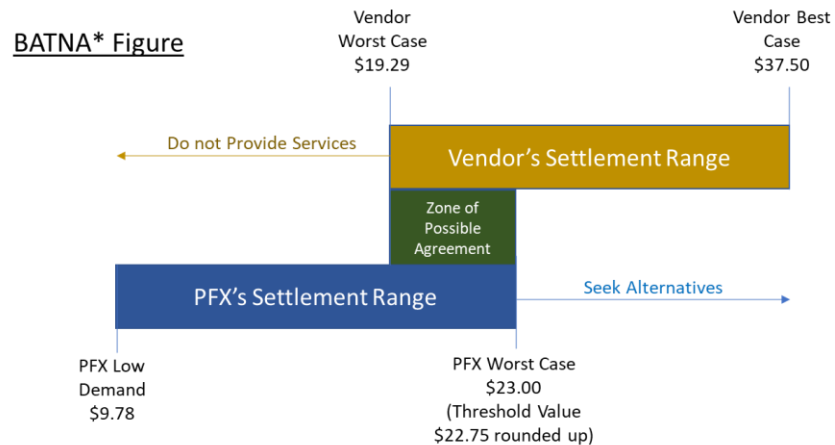 BATNA* Figure
Vendor
Worst Case
$19.29
Vendor Best
Case
$37.50
Do not Provide Services
Vendor’s Settlement Range
Zone of
Possible
Agreement
PFX’s Settlement Range
Seek Alternatives
PFX Low
Demand
$9.78
PFX Worst Case
$23.00
(Threshold Value
$22.75 rounded up)